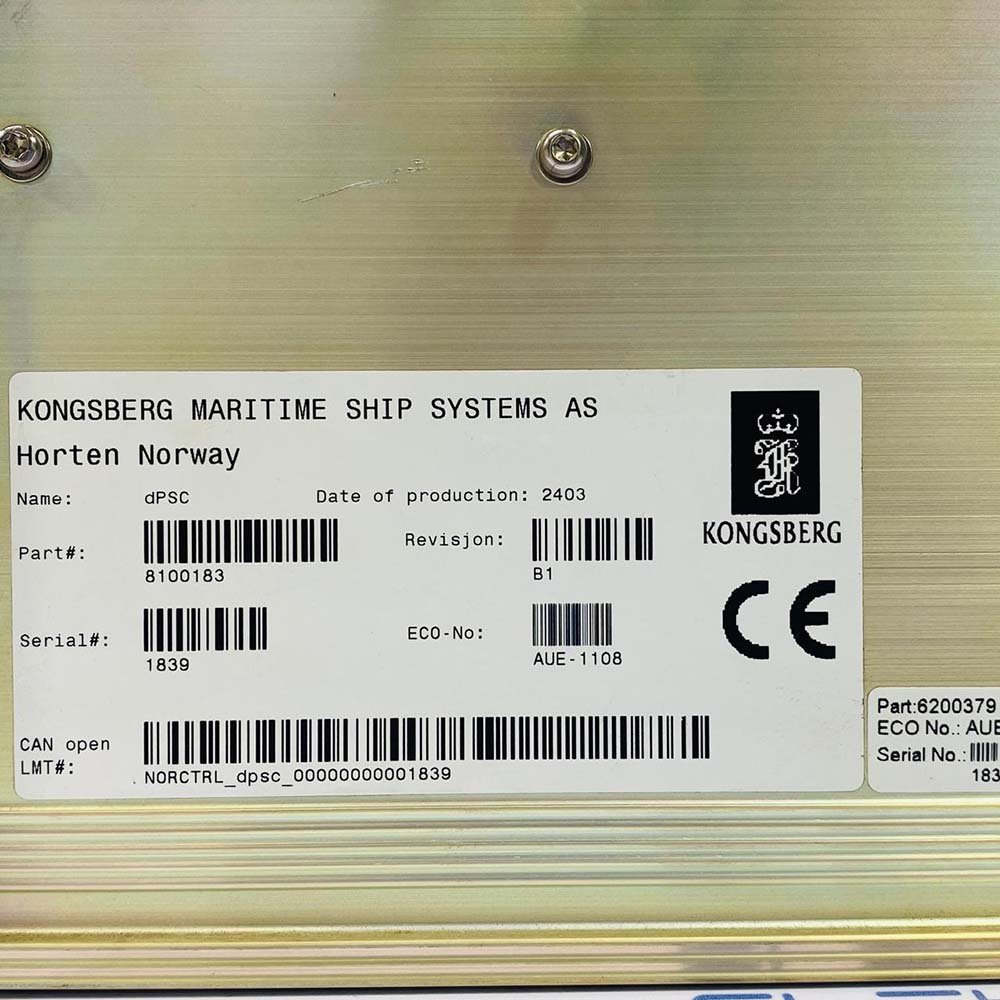 KONGSBERG MARITIME SHIP SYSTEMS AS
Horten Norway
Name: dPSC Date of production: 2403
Part#: 8100183 Revisjon: B1
Serial#: 1839 ECO-No: AUE-1108
CAN open
LMT#: NORCTRL_dpsc_00000000001839
KONGSBERG
CE
Part:6200379
ECO No.: AUE
Serial No.:
183